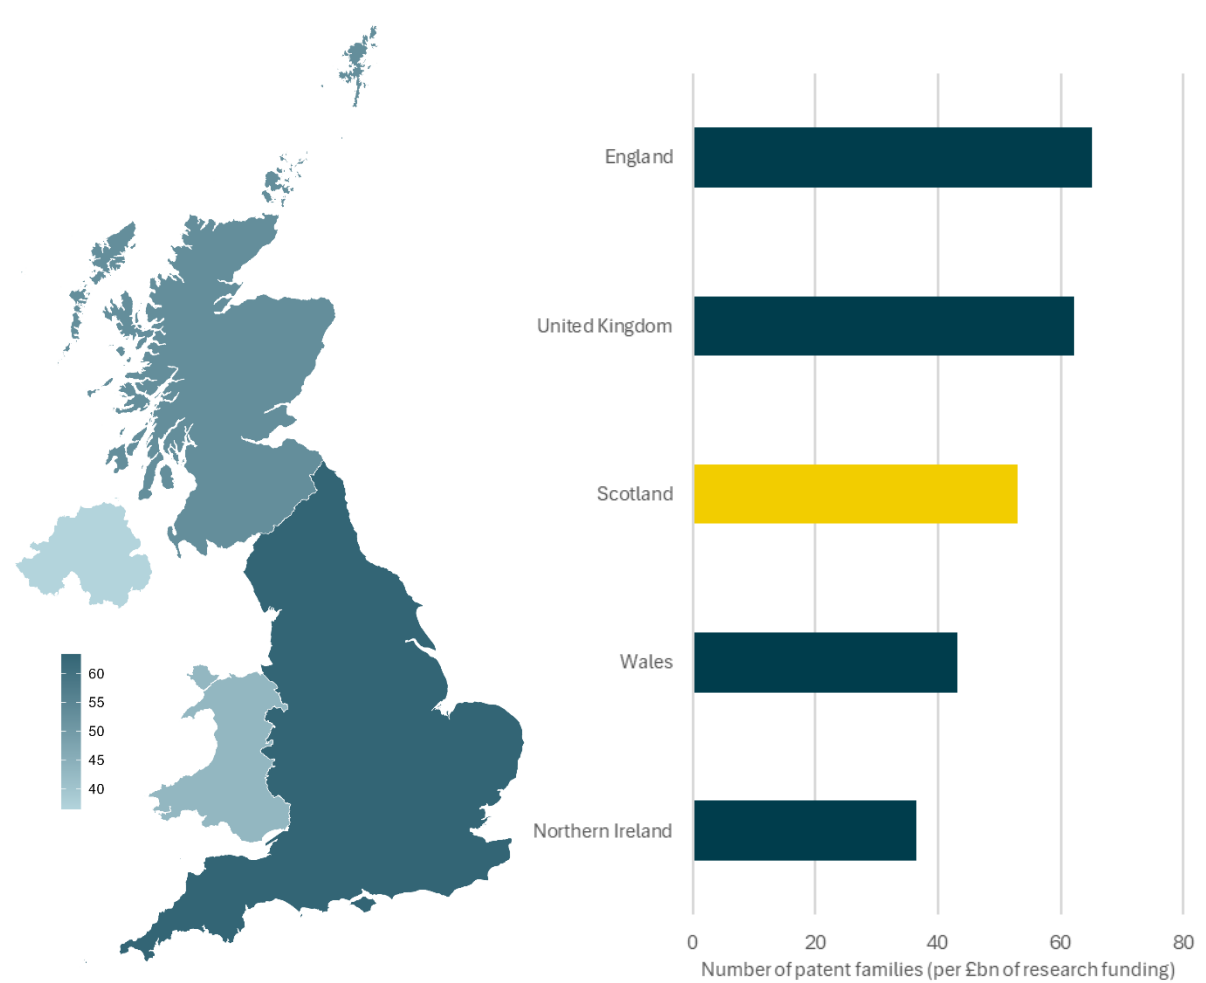 England
United Kingdom
Scotland
Wales
Northern Ireland
60
55
50
45
40
0 20 40 60 80
Number of patent families (per £bn of research funding)